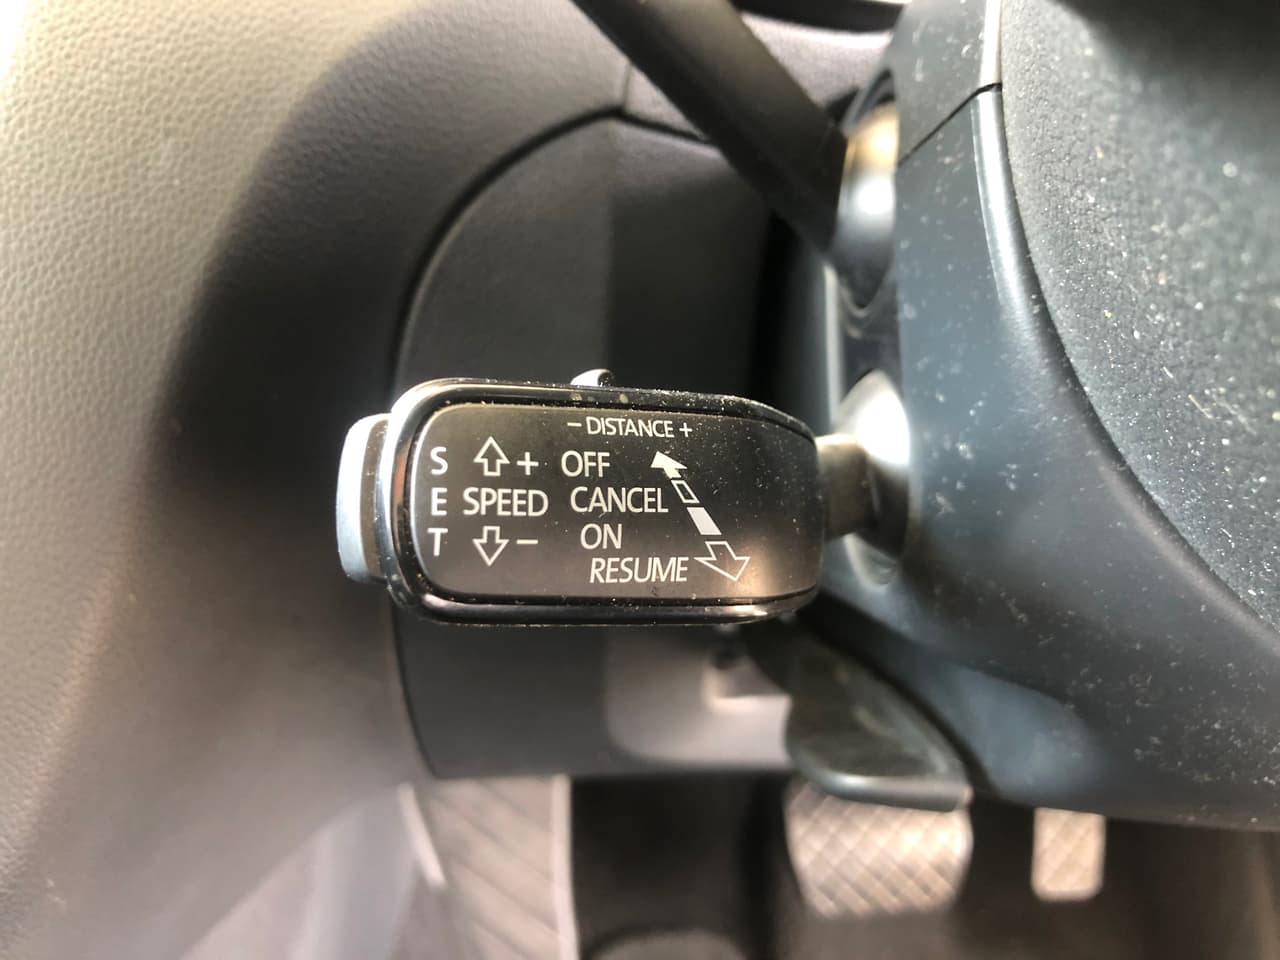 − DISTANCE +
S ⇧ + OFF
E SPEED CANCEL
T ⇩ − ON
RESUME